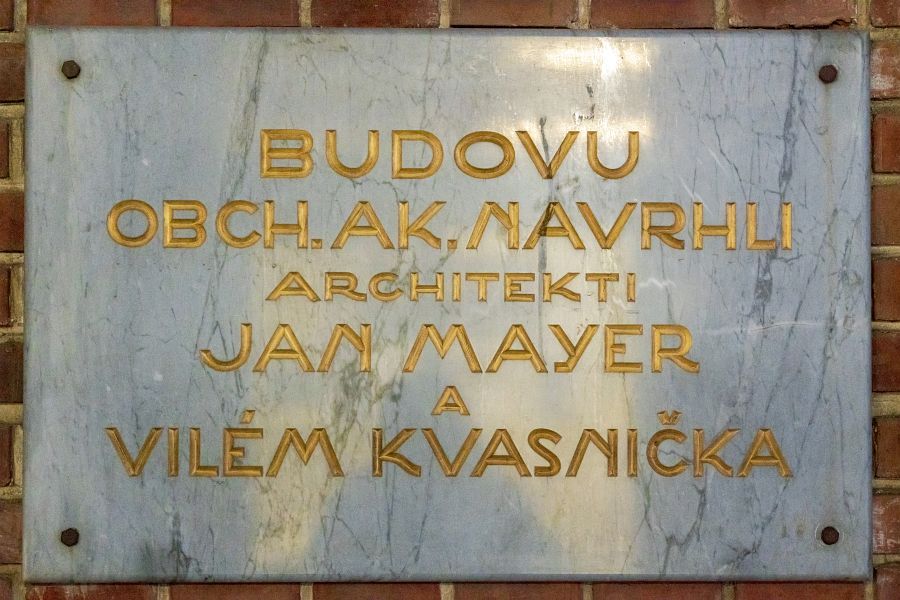 BUDOVU
OBCH. AK. NAVRHLI
ARCHITEKTI
JAN MAYER
A
VILÉM KVASNIČKA